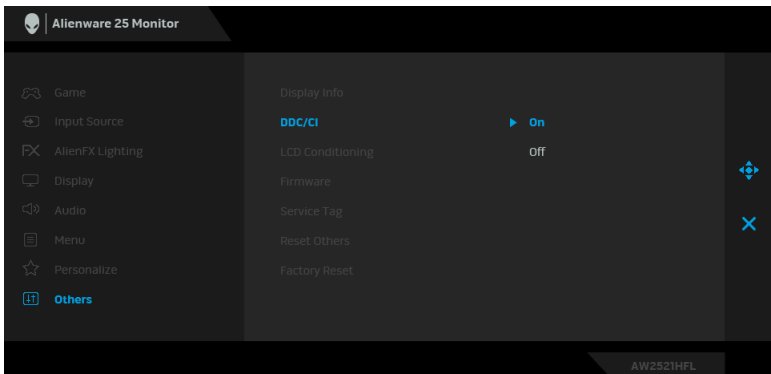 Alienware 25 Monitor
Game
Input Source
AlienFX Lighting
Display
Audio
Menu
Personalize
Others
Display Info
DDC/CI On
LCD Conditioning Off
Firmware
Service Tag
Reset Others
Factory Reset
AW2521HFL